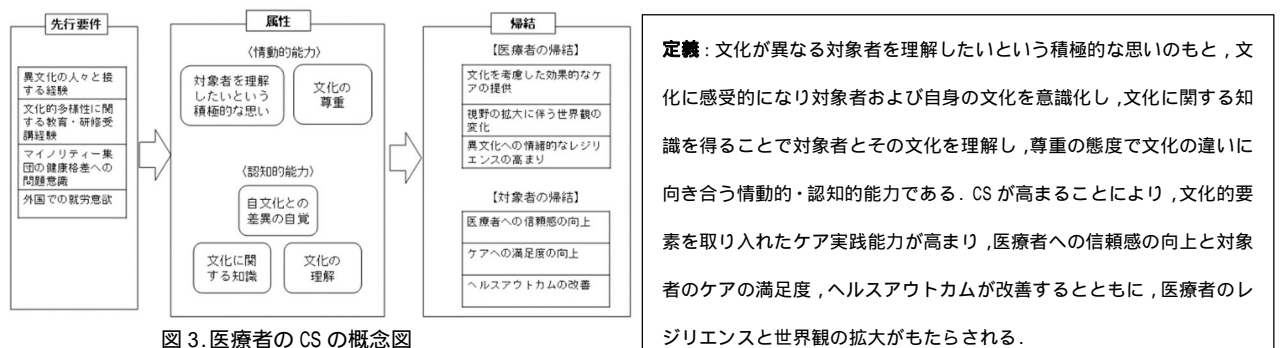 先行要件
異文化の人々と接
する経験
文化的多様性に関
する教育・研修受
講経験
マイノリティー集
団の健康格差への
問題意識
外国での就労意欲
属性
〈情動的能力〉
対象者を理解
したいという
積極的な思い
文化の
尊重
〈認知的能力〉
自文化との
差異の自覚
文化に関
する知識
文化の
理解
帰結
【医療者の帰結】
文化を考慮した効果的なケ
アの提供
視野の拡大に伴う世界観の
変化
異文化への情緒的なレジリ
エンスの高まり
【対象者の帰結】
医療者への信頼感の向上
ケアへの満足度の向上
ヘルスアウトカムの改善
図 3.医療者の CS の概念図
定義：文化が異なる対象者を理解したいという積極的な思いのもと，文
化に感受的になり対象者および自身の文化を意識化し，文化に関する知
識を得ることで対象者とその文化を理解し，尊重の態度で文化の違いに
向き合う情動的・認知的能力である．CS が高まることにより，文化的要
素を取り入れたケア実践能力が高まり，医療者への信頼感の向上と対象
者のケアの満足度，ヘルスアウトカムが改善するとともに，医療者のレ
ジリエンスと世界観の拡大がもたらされる．